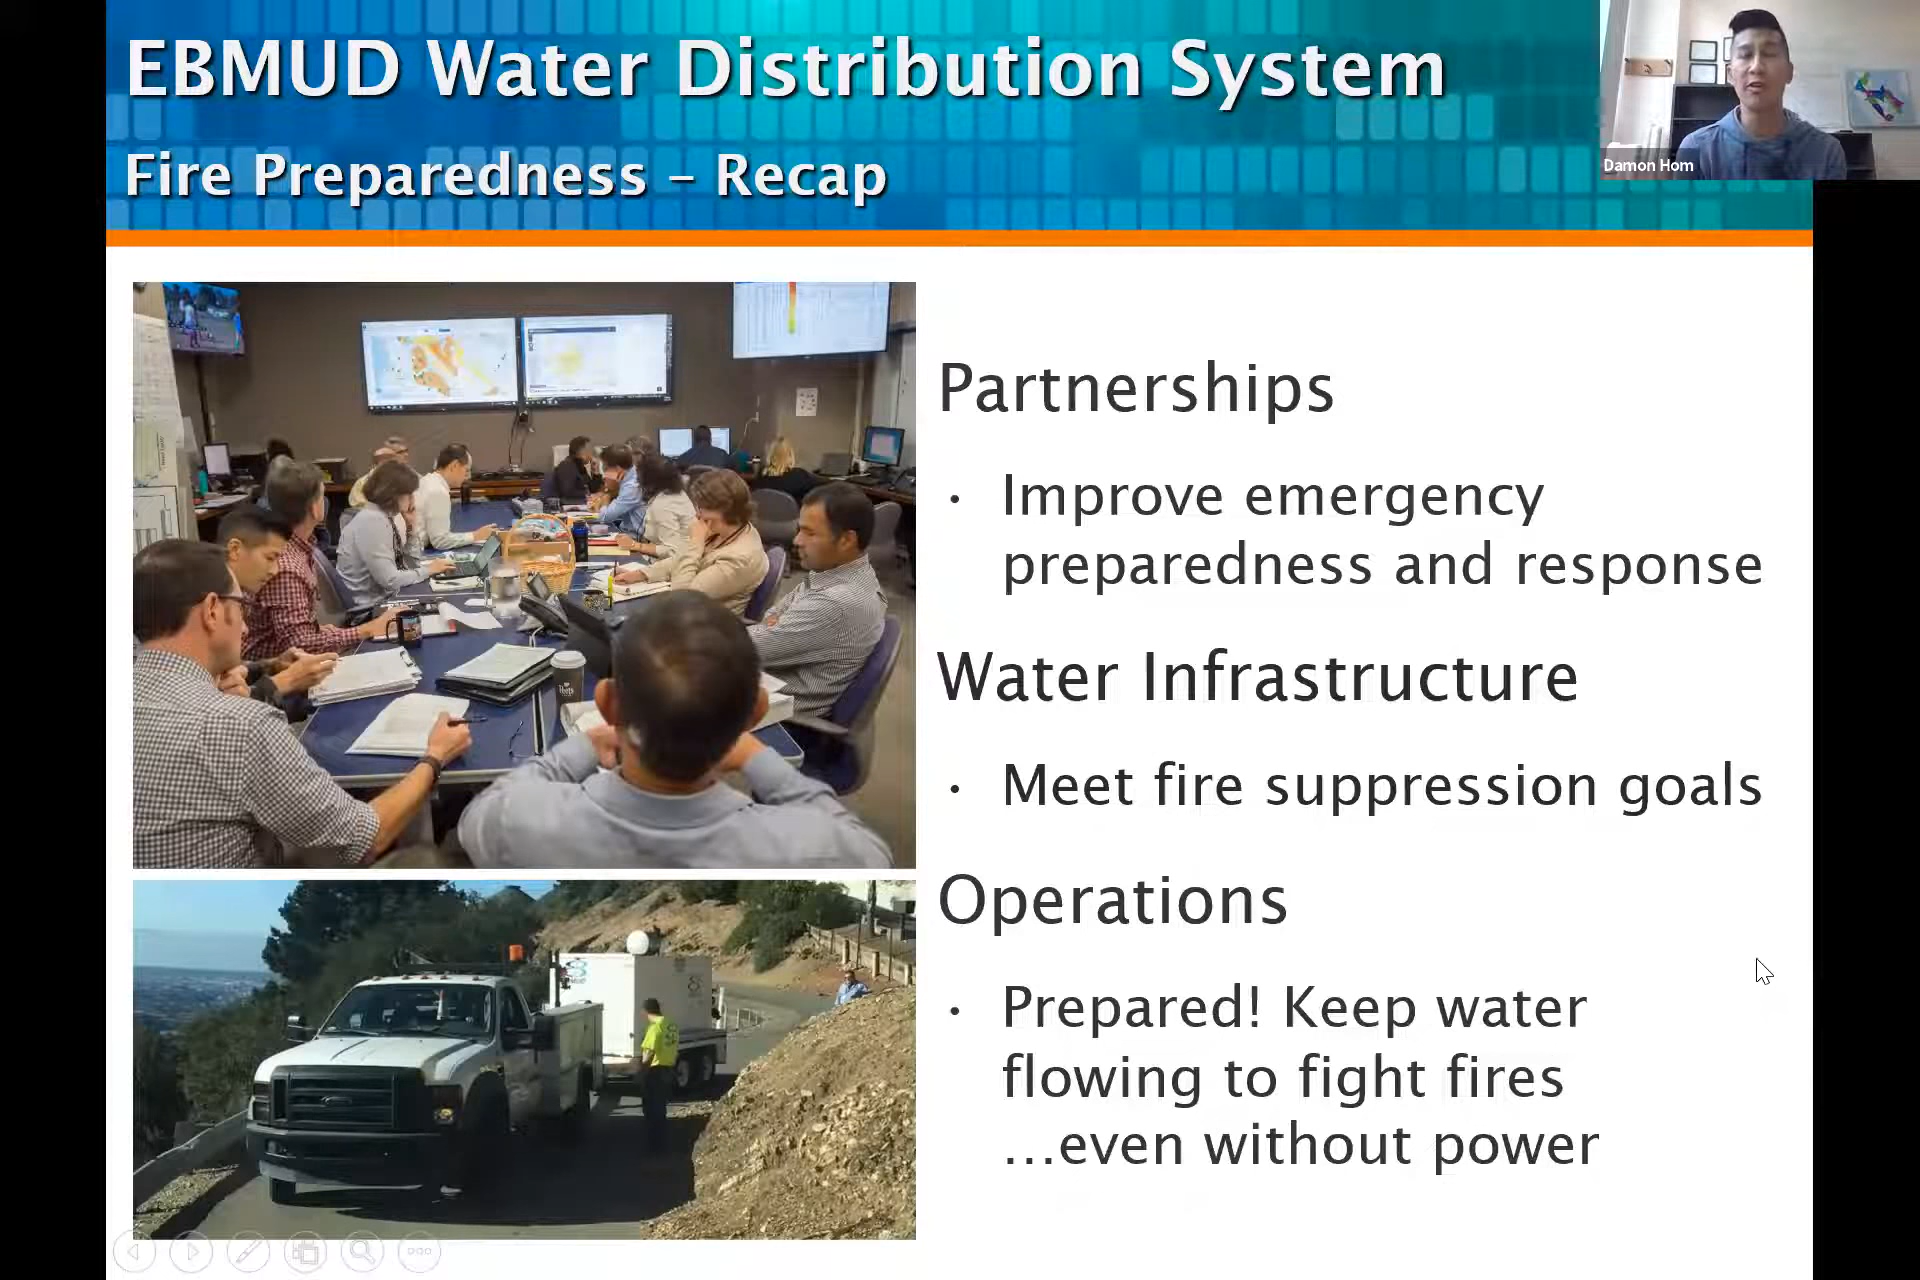 EBMUD Water Distribution System
Fire Preparedness – Recap
Damon Hom
Partnerships
· Improve emergency
preparedness and response
Water Infrastructure
· Meet fire suppression goals
Operations
· Prepared! Keep water
flowing to fight fires
...even without power